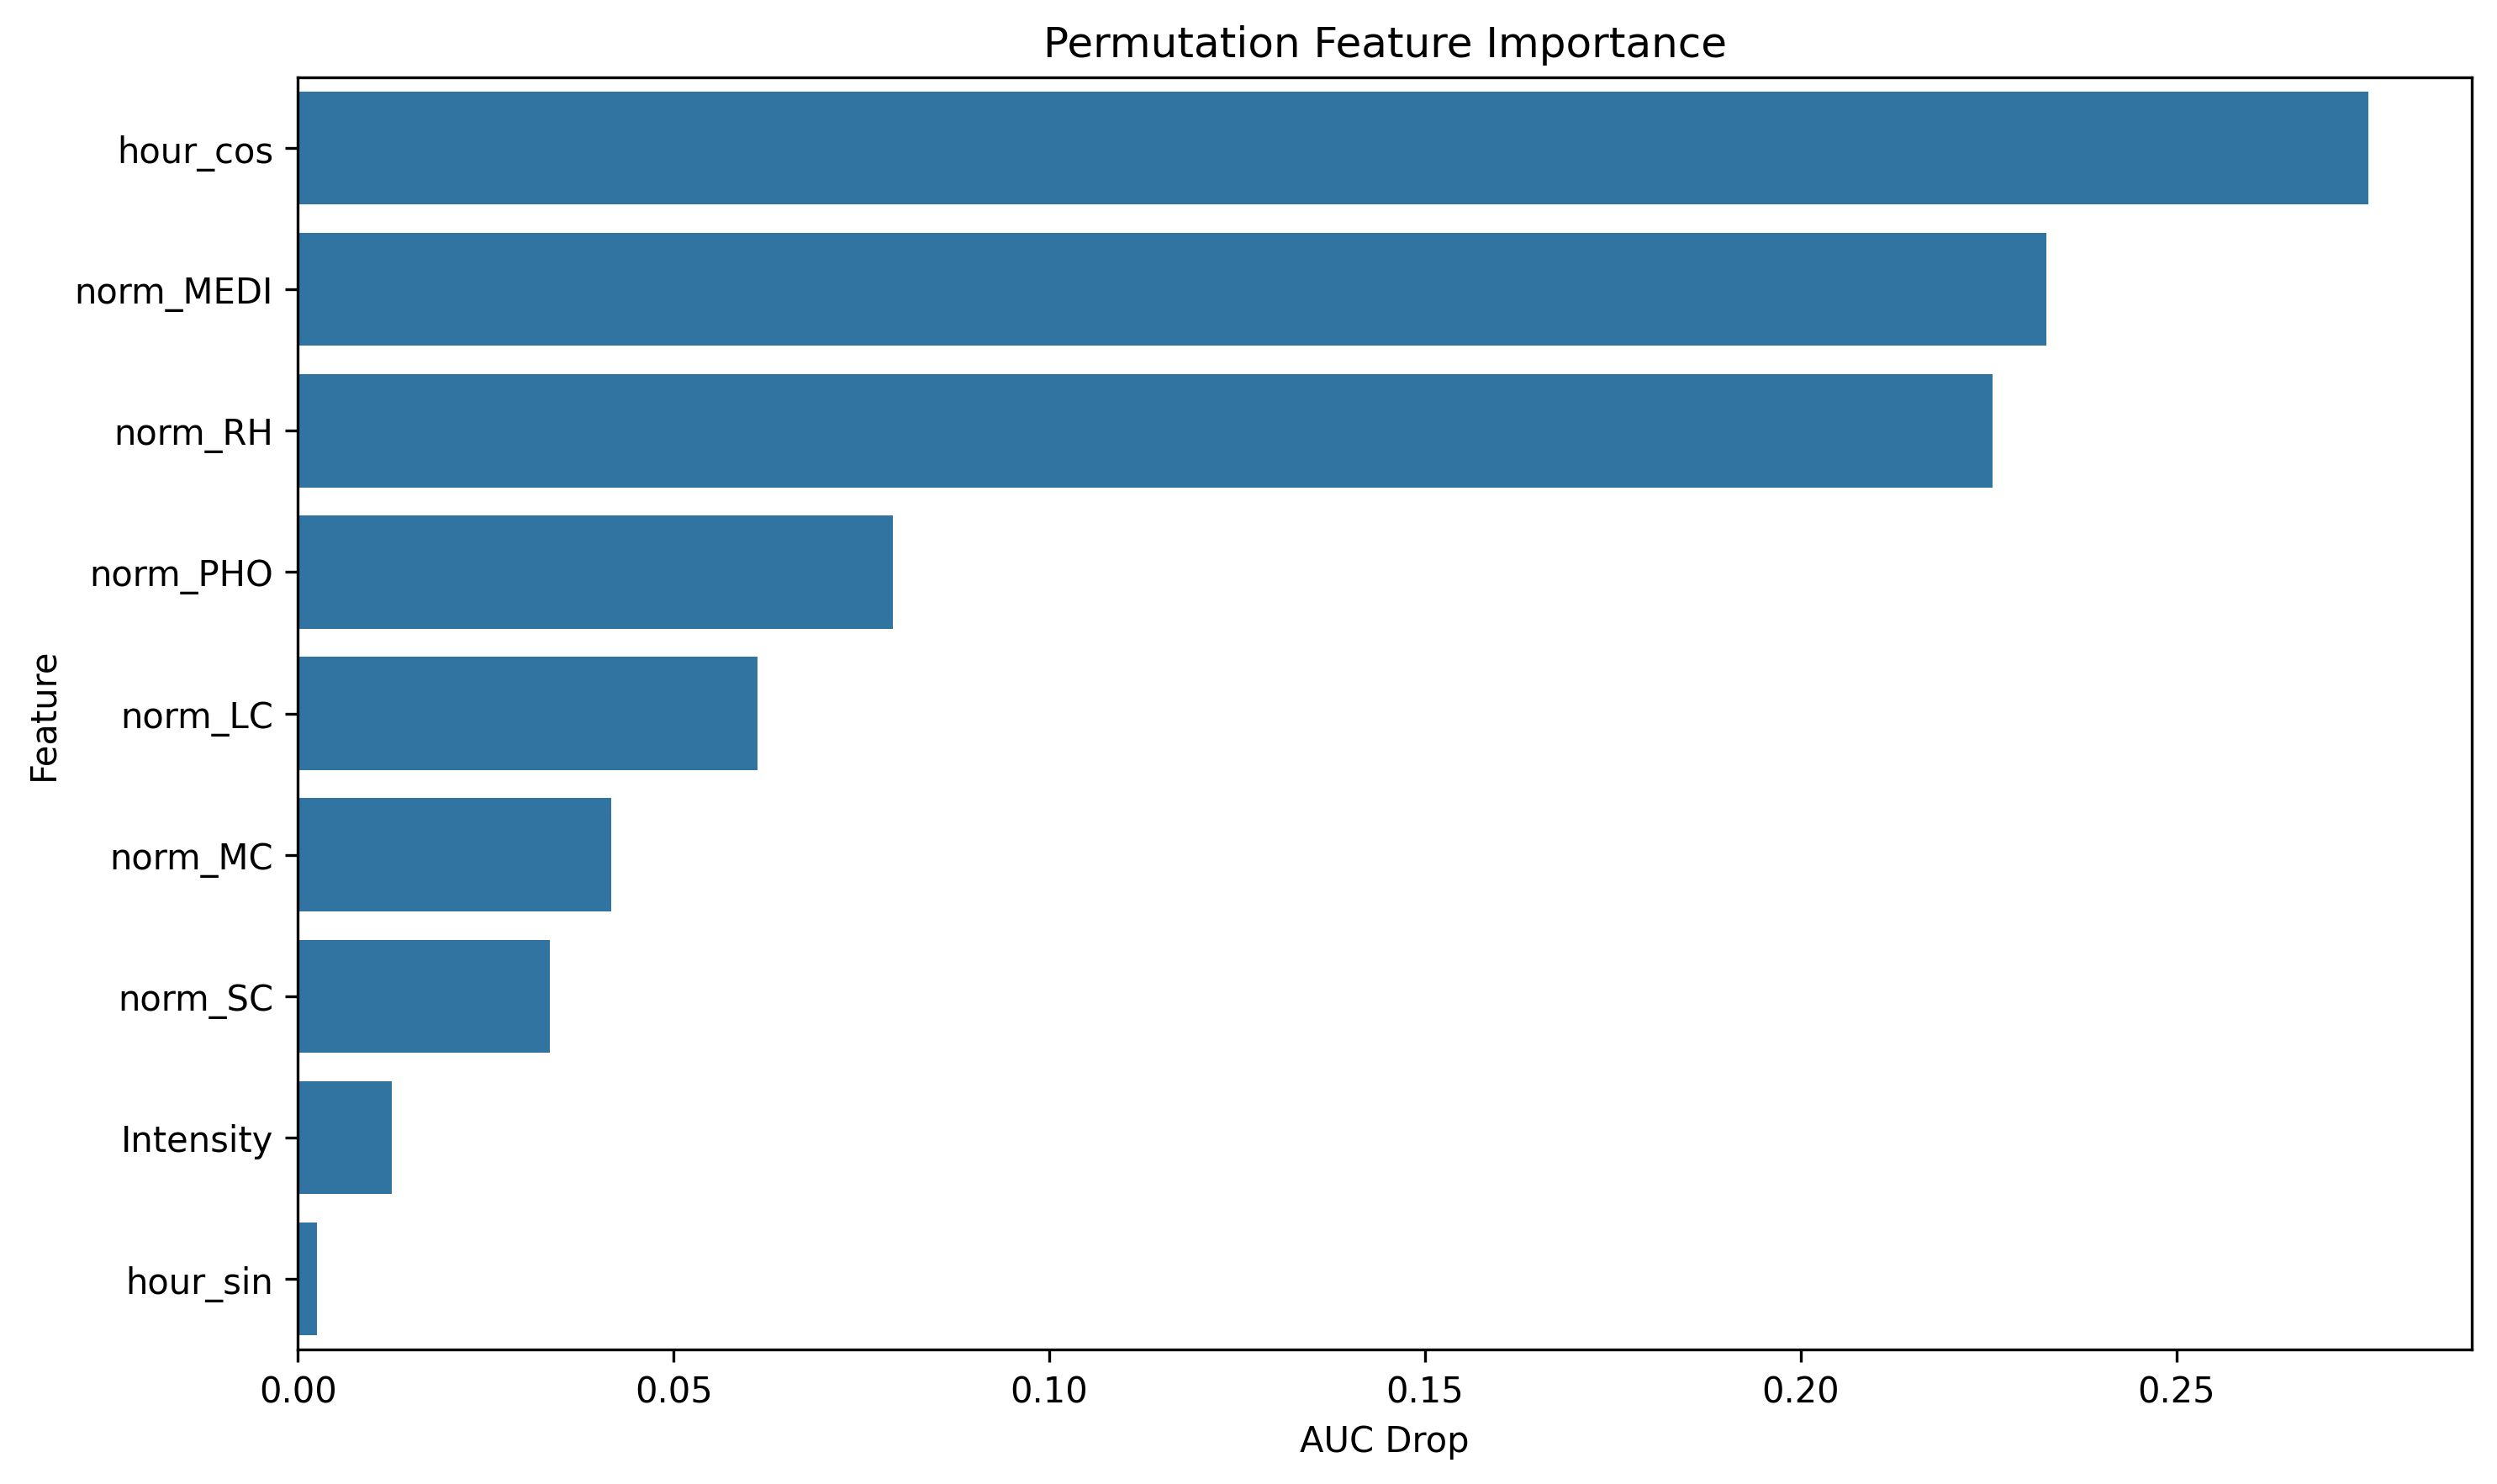 Permutation Feature Importance
hour_cos
norm_MEDI
norm_RH
norm_PHO
norm_LC
norm_MC
norm_SC
Intensity
hour_sin
Feature
0.00 0.05 0.10 0.15 0.20 0.25
AUC Drop